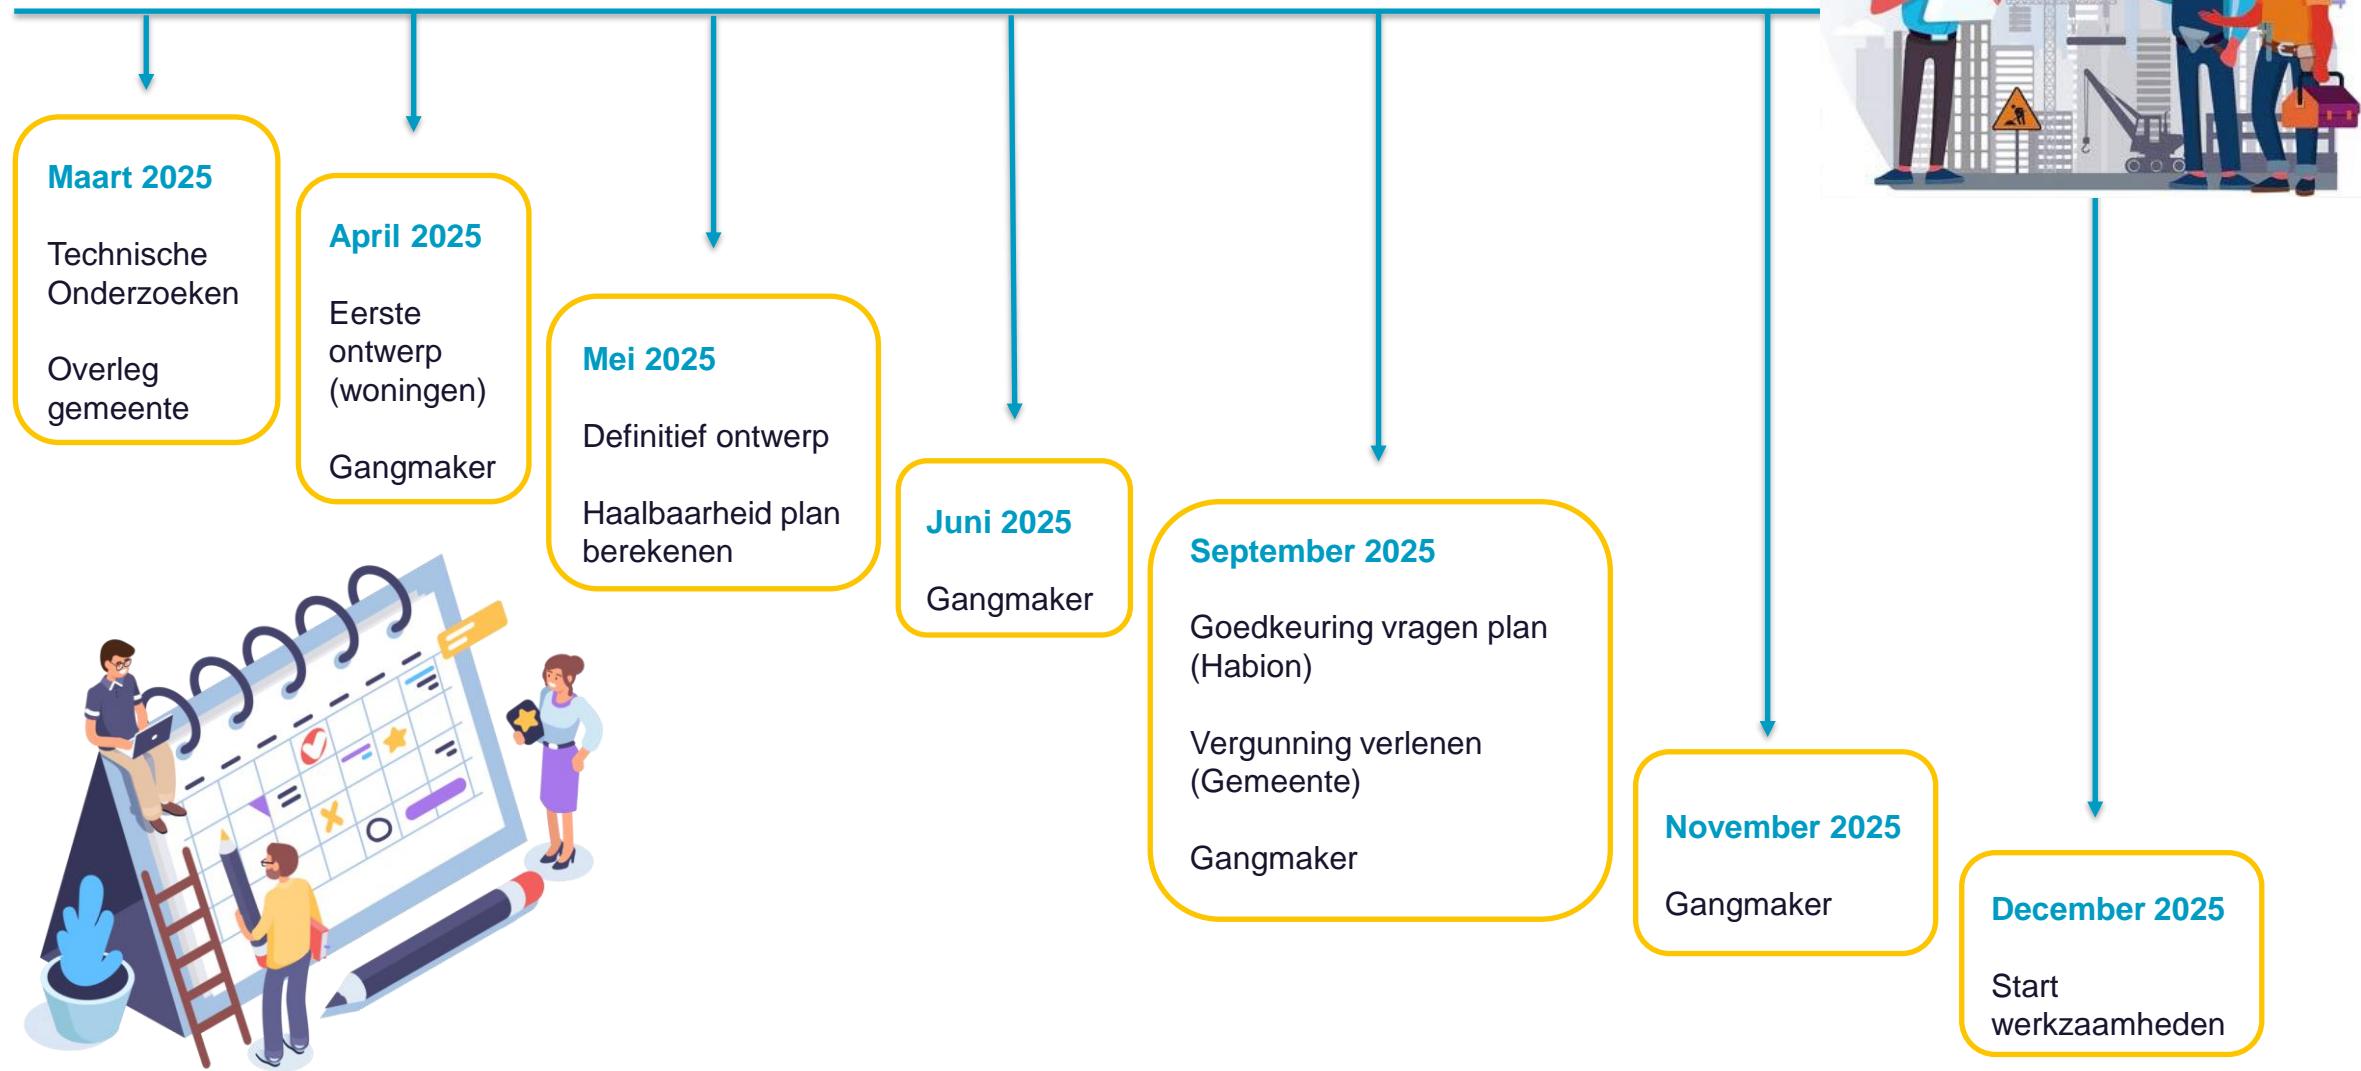 Maart 2025
Technische
Onderzoeken
Overleg
gemeente
April 2025
Eerste
ontwerp
(woningen)
Gangmaker
Mei 2025
Definitief ontwerp
Haalbaarheid plan
berekenen
Juni 2025
Gangmaker
September 2025
Goedkeuring vragen plan
(Habion)
Vergunning verlenen
(Gemeente)
Gangmaker
November 2025
Gangmaker
December 2025
Start
werkzaamheden